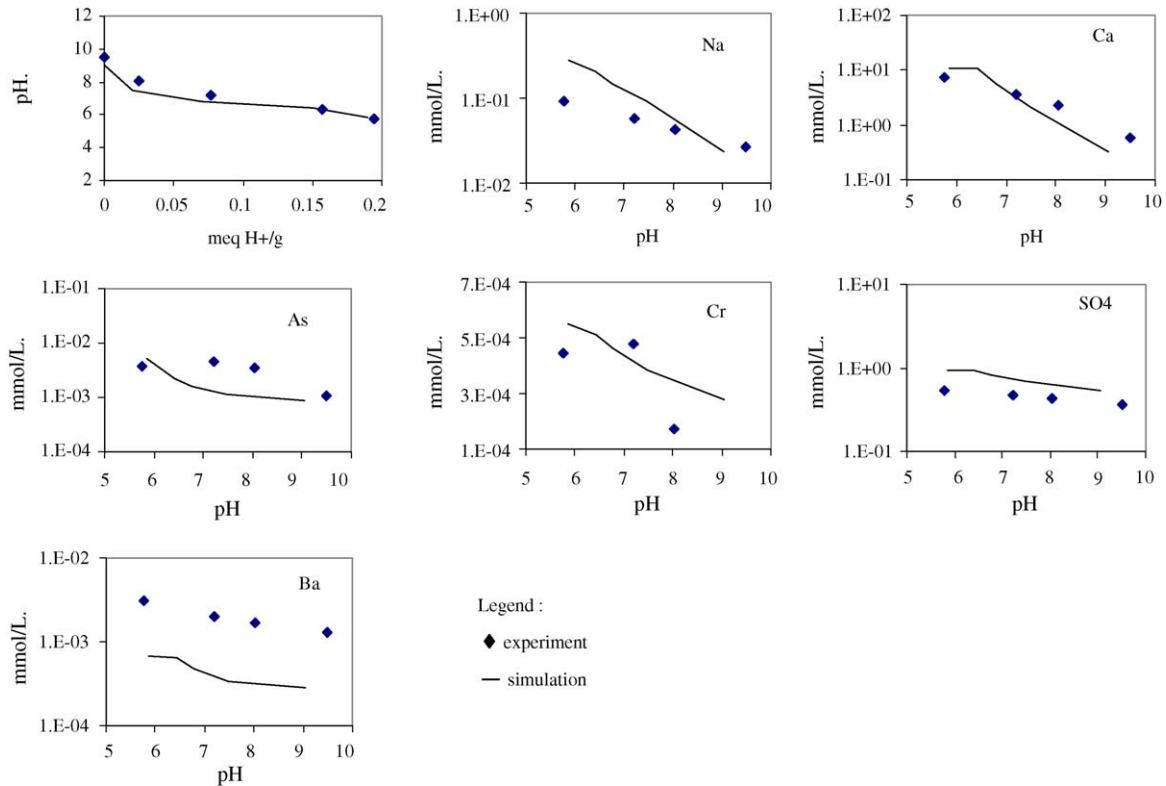 12
10
8
6
4
2
pH.
0
0.05
0.1
0.15
0.2
meq H+/g
1.E+00
1.E-01
1.E-02
mmol/L.
Na
5 6 7 8 9 10
pH
1.E+02
1.E+01
1.E+00
1.E-01
mmol/L.
Ca
5 6 7 8 9 10
pH
1.E-01
1.E-02
1.E-03
1.E-04
mmol/L.
As
5 6 7 8 9 10
pH
7.E-04
5.E-04
3.E-04
1.E-04
mmol/L.
Cr
5 6 7 8 9 10
pH
1.E+01
1.E+00
1.E-01
mmol/L.
SO4
5 6 7 8 9 10
pH
1.E-02
1.E-03
1.E-04
mmol/L.
Ba
5 6 7 8 9 10
pH
Legend :
experiment
simulation